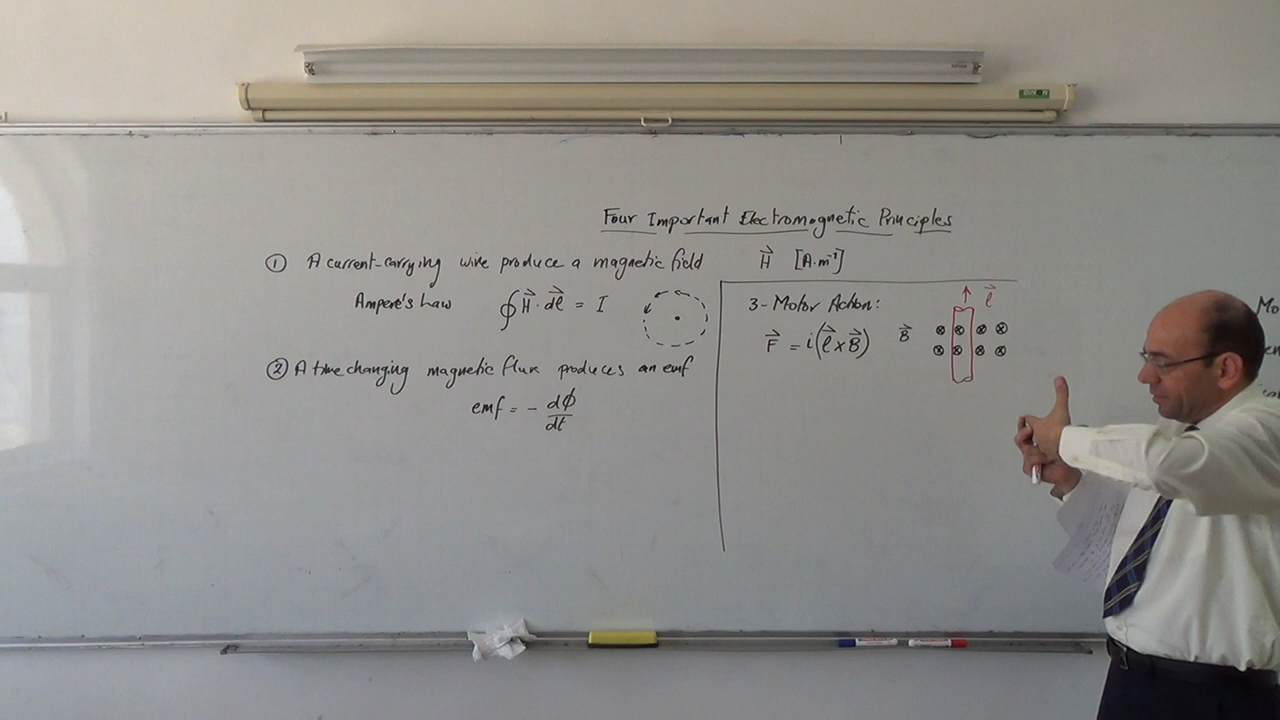 Four Important Electromagnetic Principles
① A current-carrying wire produce a magnetic field H⃗ [A.m⁻¹]
Ampere's Law ∮ H⃗ · dl⃗ = I
② A time changing magnetic flux produces an emf
emf = - dϕ/dt
3- Motor Action:
F⃗ = i(l⃗ x B⃗)
B⃗
l⃗
Mo